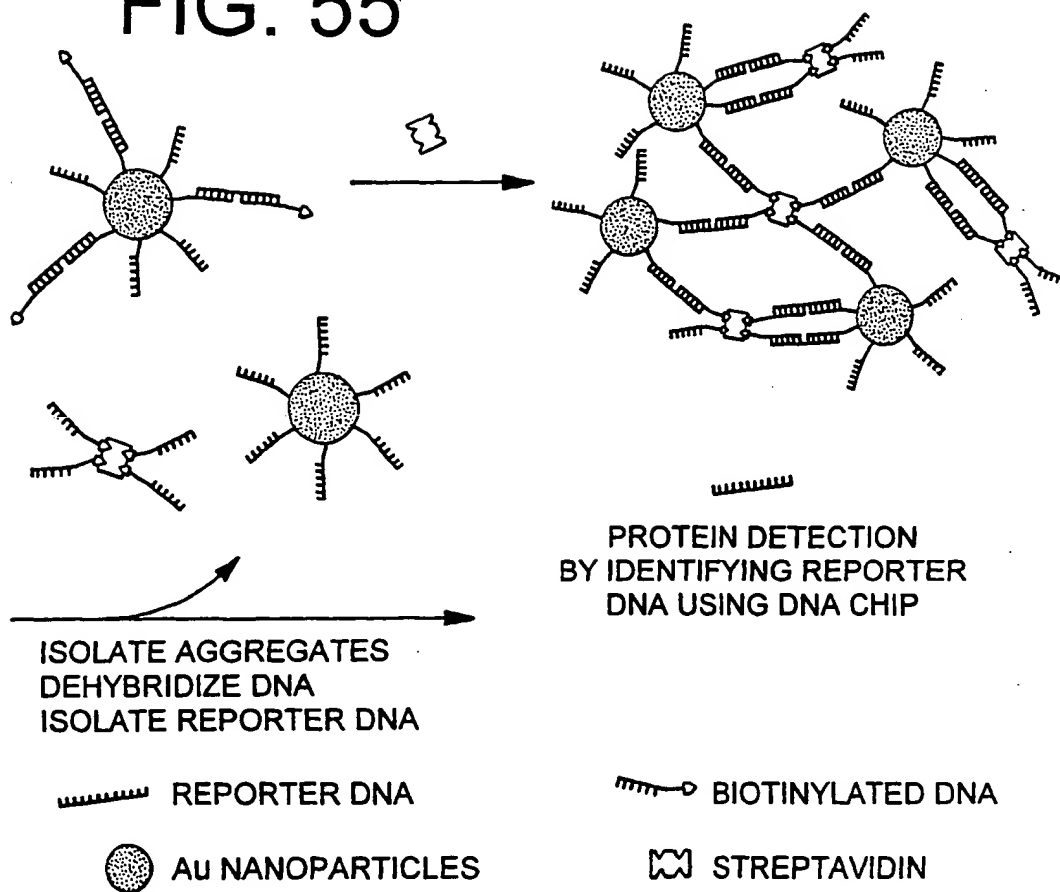 FIG. 55
PROTEIN DETECTION
BY IDENTIFYING REPORTER
DNA USING DNA CHIP
ISOLATE AGGREGATES
DEHYBRIDIZE DNA
ISOLATE REPORTER DNA
REPORTER DNA
BIOTINYLATED DNA
Au NANOPARTICLES
STREPTAVIDIN